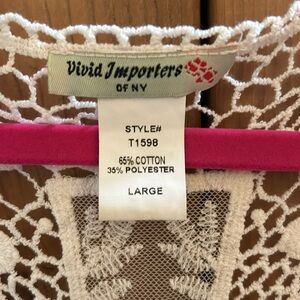 Vivid Importers
OF NY
STYLE#
T1598
65% COTTON
35% POLYESTER
LARGE